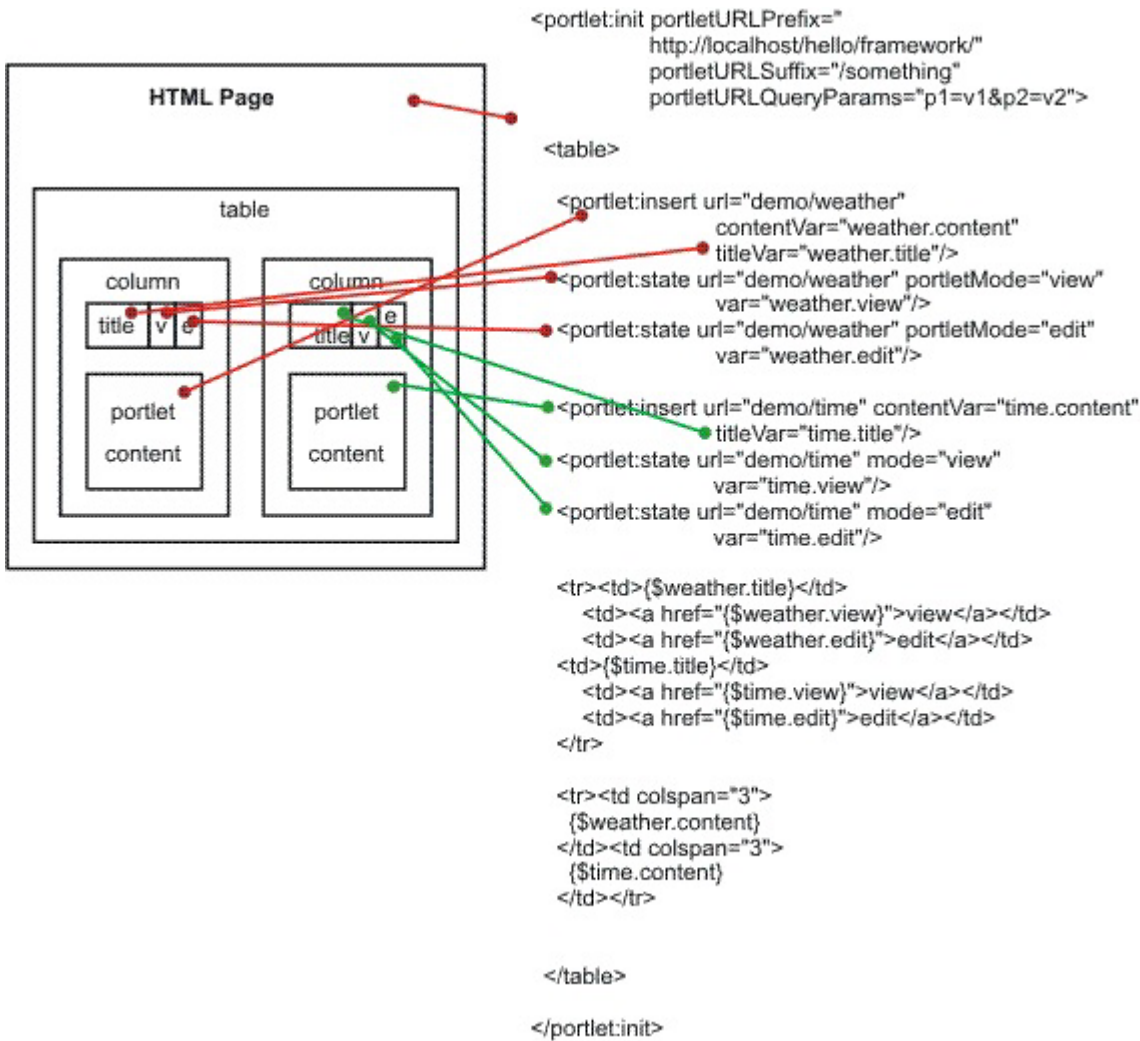 HTML Page
table
column
title
v
e
portlet
content
column
title
v
e
portlet
content
<portlet:init portletURLPrefix="
http://localhost/hello/framework/"
portletURLSuffix="/something"
portletURLQueryParams="p1=v1&p2=v2">
<table>
<portlet:insert url="demo/weather"
contentVar="weather.content"
titleVar="weather.title"/>
<portlet:state url="demo/weather" portletMode="view"
var="weather.view"/>
<portlet:state url="demo/weather" portletMode="edit"
var="weather.edit"/>
<portlet:insert url="demo/time" contentVar="time.content"
titleVar="time.title"/>
<portlet:state url="demo/time" mode="view"
var="time.view"/>
<portlet:state url="demo/time" mode="edit"
var="time.edit"/>
<tr><td>{$weather.title}</td>
<td><a href="{$weather.view}">view</a></td>
<td><a href="{$weather.edit}">edit</a></td>
<td>{$time.title}</td>
<td><a href="{$time.view}">view</a></td>
<td><a href="{$time.edit}">edit</a></td>
</tr>
<tr><td colspan="3">
{$weather.content}
</td><td colspan="3">
{$time.content}
</td></tr>
</table>
</portlet:init>